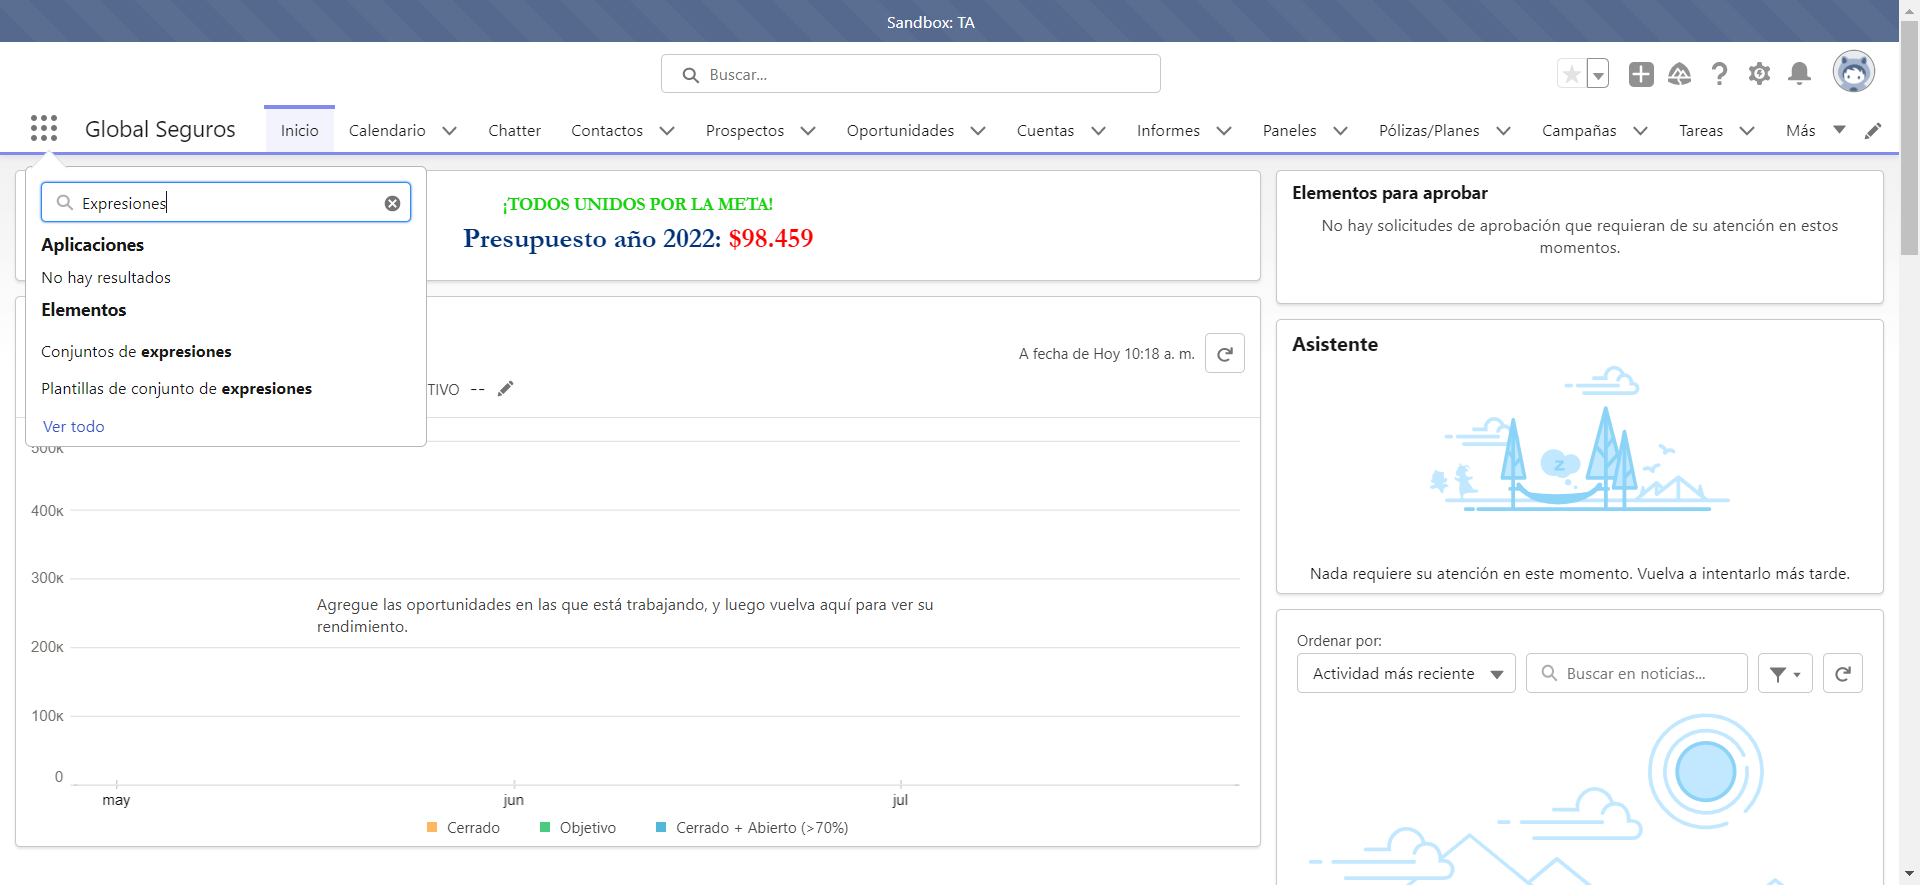 Sandbox: TA
Buscar...
Global Seguros
Inicio
Calendario
Chatter
Contactos
Prospectos
Oportunidades
Cuentas
Informes
Paneles
Pólizas/Planes
Campañas
Tareas
Más
Expresiones
Aplicaciones
No hay resultados
Elementos
Conjuntos de expresiones
Plantillas de conjunto de expresiones
Ver todo
¡TODOS UNIDOS POR LA META!
Presupuesto año 2022: $98.459
A fecha de Hoy 10:18 a. m.
TIVO --
500K
400K
300K
200K
100K
0
Agregue las oportunidades en las que está trabajando, y luego vuelva aquí para ver su
rendimiento.
may
jun
jul
Cerrado
Objetivo
Cerrado + Abierto (>70%)
Elementos para aprobar
No hay solicitudes de aprobación que requieran de su atención en estos
momentos.
Asistente
z
Nada requiere su atención en este momento. Vuelva a intentarlo más tarde.
Ordenar por:
Actividad más reciente
Buscar en noticias...